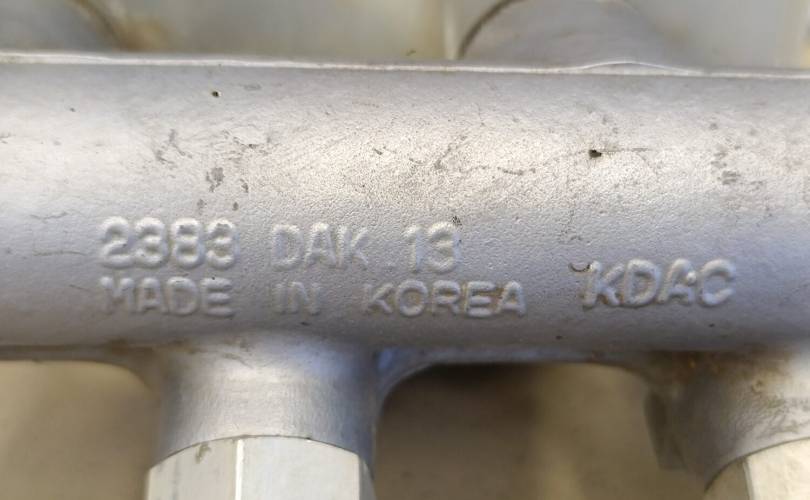 2383 DAK.13
MADE IN KOREA
KDAC